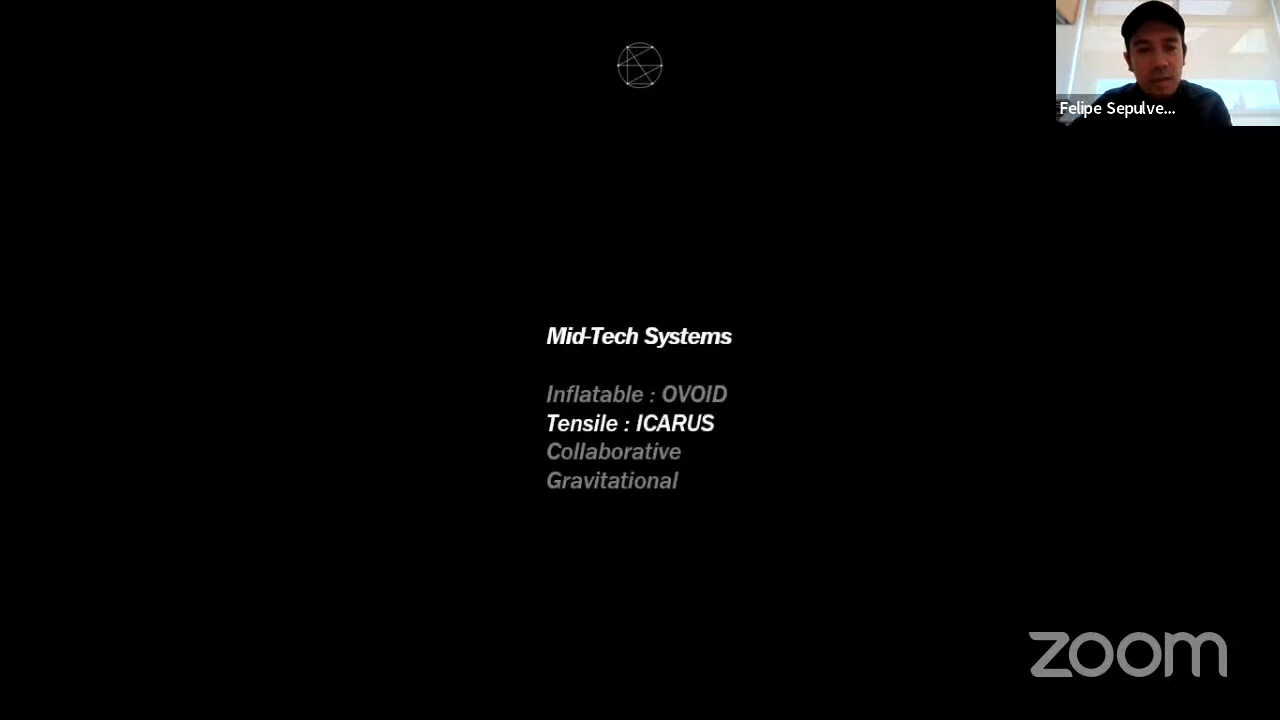 Felipe Sepulve...
Mid-Tech Systems
Inflatable : OVOID
Tensile : ICARUS
Collaborative
Gravitational
zoom